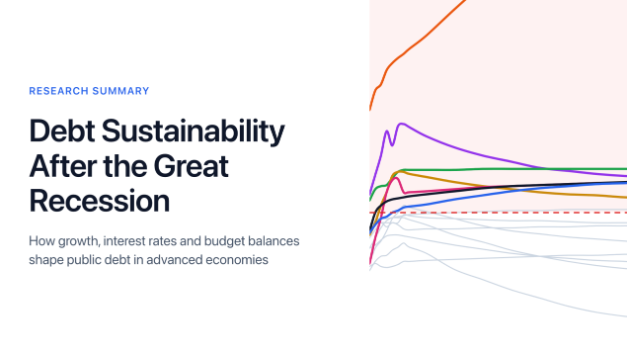 RESEARCH SUMMARY
Debt Sustainability
After the Great
Recession
How growth, interest rates and budget balances
shape public debt in advanced economies